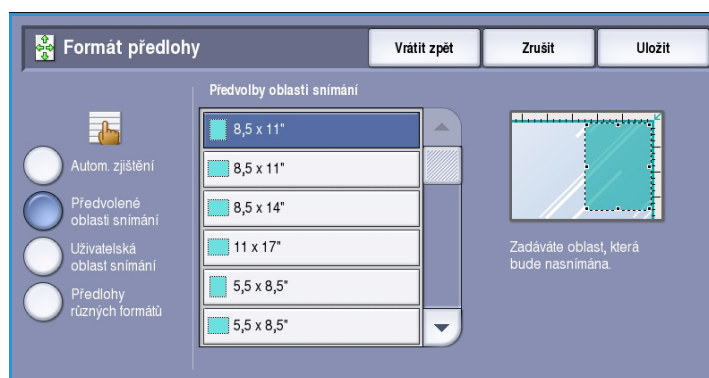 Formát předlohy
Vrátit zpět
Zrušit
Uložit
Předvolby oblasti snímání
Autom. zjištění
Předvolené
oblasti snímání
Uživatelská
oblast snímání
Předlohy
různých formátů
8,5 x 11"
8,5 x 11"
8,5 x 14"
11 x 17"
5,5 x 8,5"
5,5 x 8,5"
Zadáváte oblast, která
bude nasnímána.